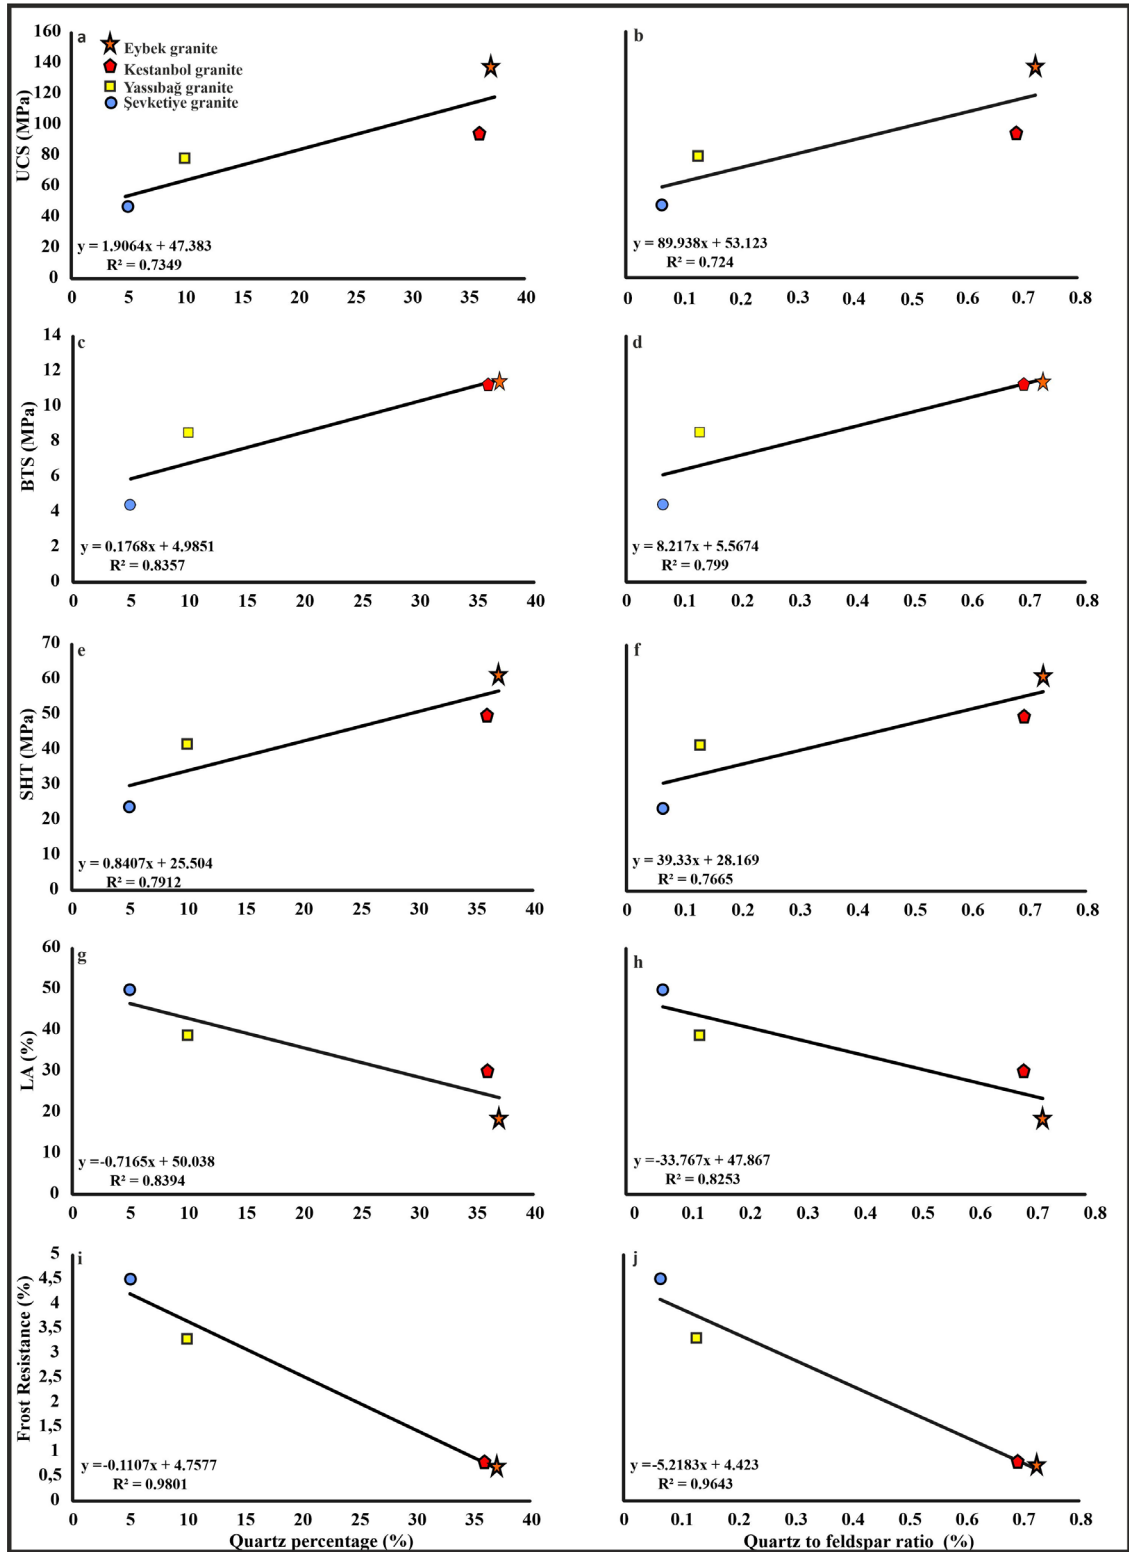 a
Eybek granite
Kestanbol granite
Yassıbağ granite
Şevketiye granite
UCS (MPa)
160
140
120
100
80
60
40
20
0
y = 1.9064x + 47.383
R² = 0.7349
0 5 10 15 20 25 30 35 40
b
y = 89.938x + 53.123
R² = 0.724
0 0.1 0.2 0.3 0.4 0.5 0.6 0.7 0.8
c
BTS (MPa)
14
12
10
8
6
4
2
0
y = 0.1768x + 4.9851
R² = 0.8357
0 5 10 15 20 25 30 35 40
d
y = 8.217x + 5.5674
R² = 0.799
0 0.1 0.2 0.3 0.4 0.5 0.6 0.7 0.8
e
SHT (MPa)
70
60
50
40
30
20
10
0
y = 0.8407x + 25.504
R² = 0.7912
0 5 10 15 20 25 30 35 40
f
y = 39.33x + 28.169
R² = 0.7665
0 0.1 0.2 0.3 0.4 0.5 0.6 0.7 0.8
g
LA (%)
60
50
40
30
20
10
0
y =-0.7165x + 50.038
R² = 0.8394
0 5 10 15 20 25 30 35 40
h
y =-33.767x + 47.867
R² = 0.8253
0 0.1 0.2 0.3 0.4 0.5 0.6 0.7 0.8
i
Frost Resistance (%)
5
4,5
4
3,5
3
2,5
2
1,5
1
0,5
0
y =-0.1107x + 4.7577
R² = 0.9801
0 5 10 15 20 25 30 35 40
Quartz percentage (%)
j
y =-5.2183x + 4.423
R² = 0.9643
0 0.1 0.2 0.3 0.4 0.5 0.6 0.7 0.8
Quartz to feldspar ratio (%)